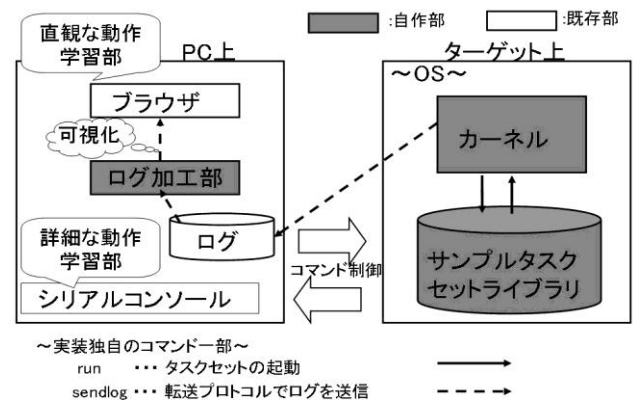 :自作部
:既存部
直観な動作
学習部
PC上
ターゲット上
～OS～
ブラウザ
カーネル
可視化
ログ加工部
ログ
詳細な動作
学習部
コマンド制御
サンプルタスク
セットライブラリ
シリアルコンソール
～実装独自のコマンド一部～
run ・・・ タスクセットの起動
sendlog ・・・ 転送プロトコルでログを送信